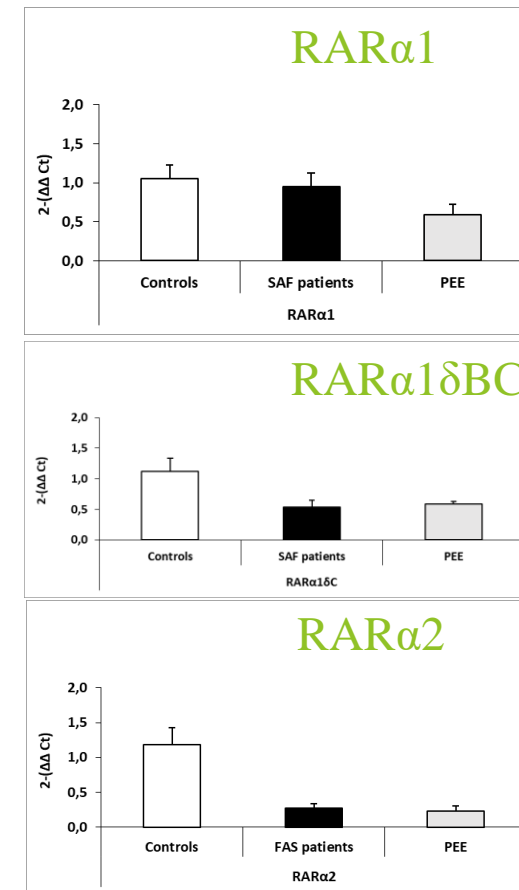 RARα1
2,0
1,5
1,0
0,5
0,0
2-(ΔΔ Ct)
Controls SAF patients PEE
RARα1
RARα1δBC
2,0
1,5
1,0
0,5
0,0
2-(ΔΔ Ct)
Controls SAF patients PEE
RARα1δC
RARα2
2,0
1,5
1,0
0,5
0,0
2-(ΔΔ Ct)
Controls FAS patients PEE
RARα2